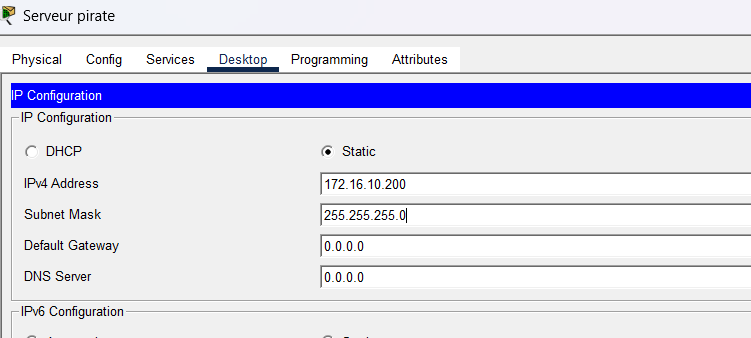 Serveur pirate
Physical Config Services Desktop Programming Attributes
IP Configuration
IP Configuration
DHCP Static
IPv4 Address 172.16.10.200
Subnet Mask 255.255.255.0
Default Gateway 0.0.0.0
DNS Server 0.0.0.0
IPv6 Configuration